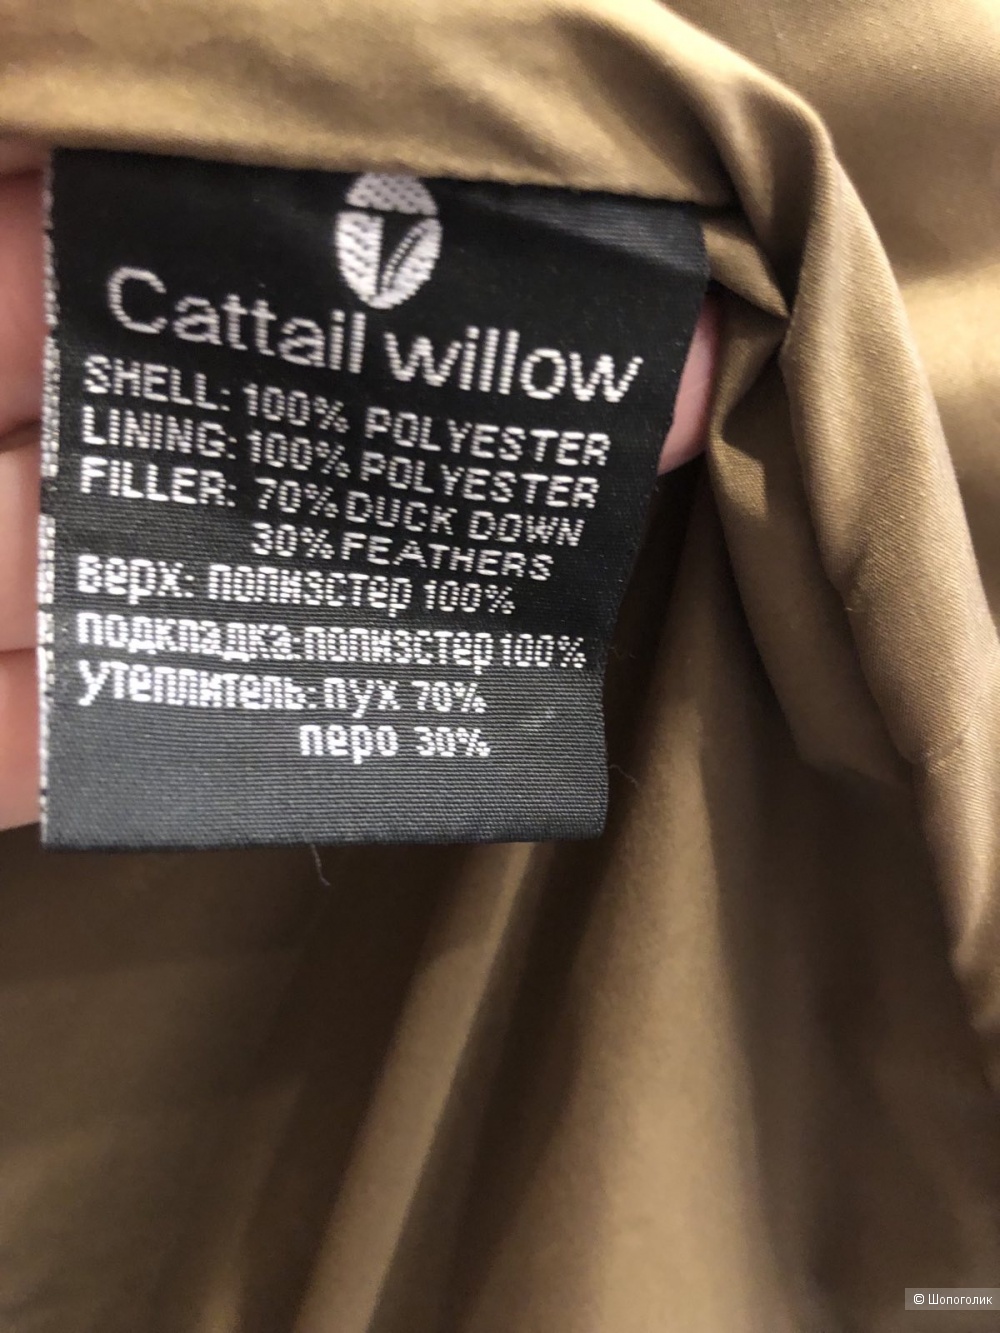 Cattail willow
SHELL: 100% POLYESTER
LINING: 100% POLYESTER
FILLER: 70% DUCK DOWN
30% FEATHERS
верх: полиэстер 100%
подкладка: полиэстер 100%
утеплитель: пух 70%
перо 30%
© Шопоголик